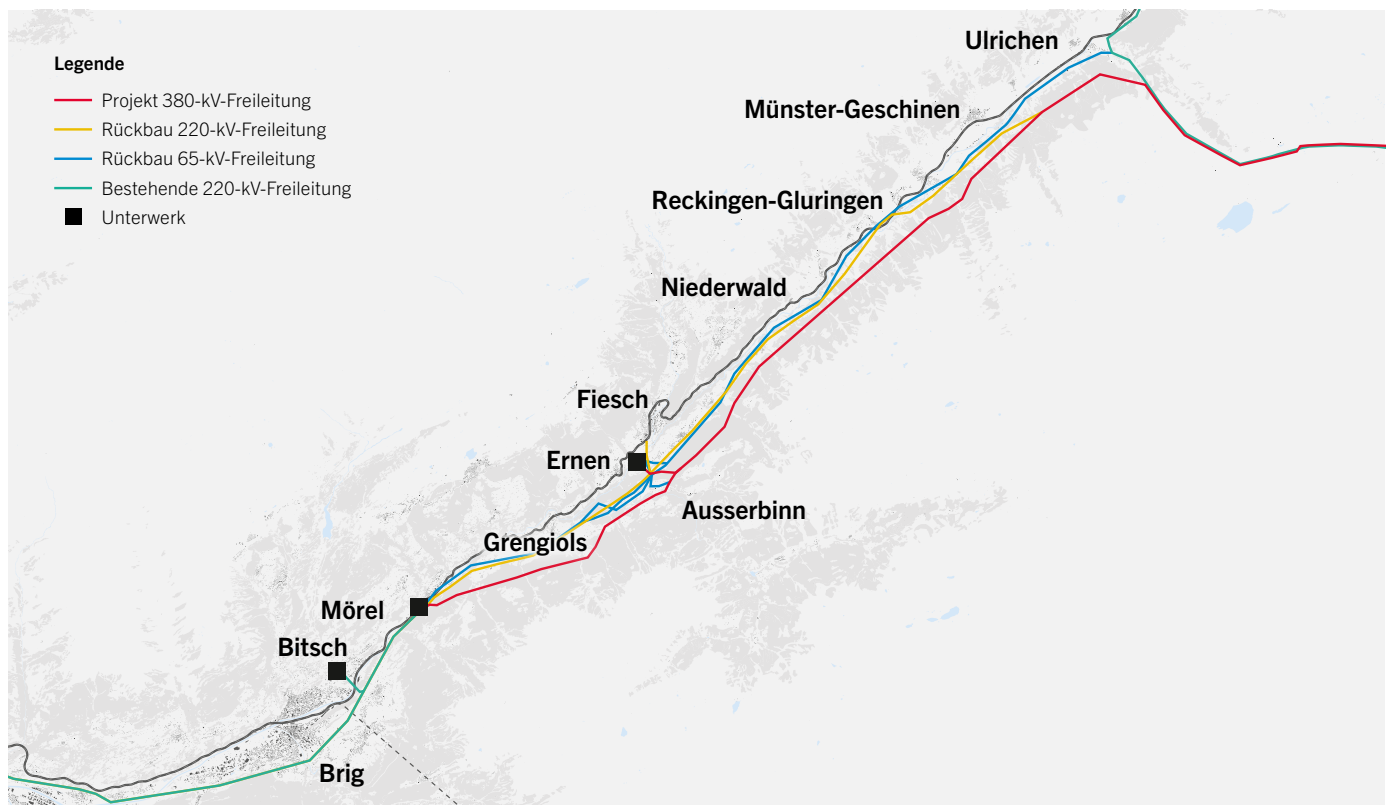 Legende
Projekt 380-kV-Freileitung
Rückbau 220-kV-Freileitung
Rückbau 65-kV-Freileitung
Bestehende 220-kV-Freileitung
Unterwerk
Ulrichen
Münster-Geschinen
Reckingen-Gluringen
Niederwald
Fiesch
Ernen
Ausserbinn
Grengiols
Mörel
Bitsch
Brig